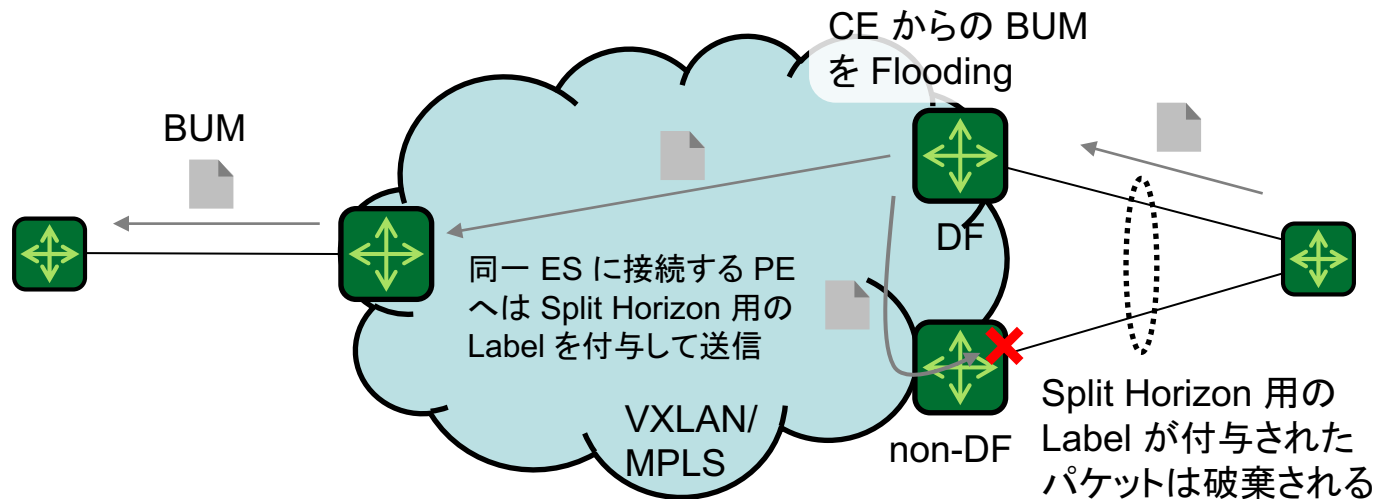 CE からの BUM
を Flooding
BUM
DF
同一 ES に接続する PE
へは Split Horizon 用の
Label を付与して送信
VXLAN/
MPLS
non-DF
Split Horizon 用の
Label が付与された
パケットは破棄される